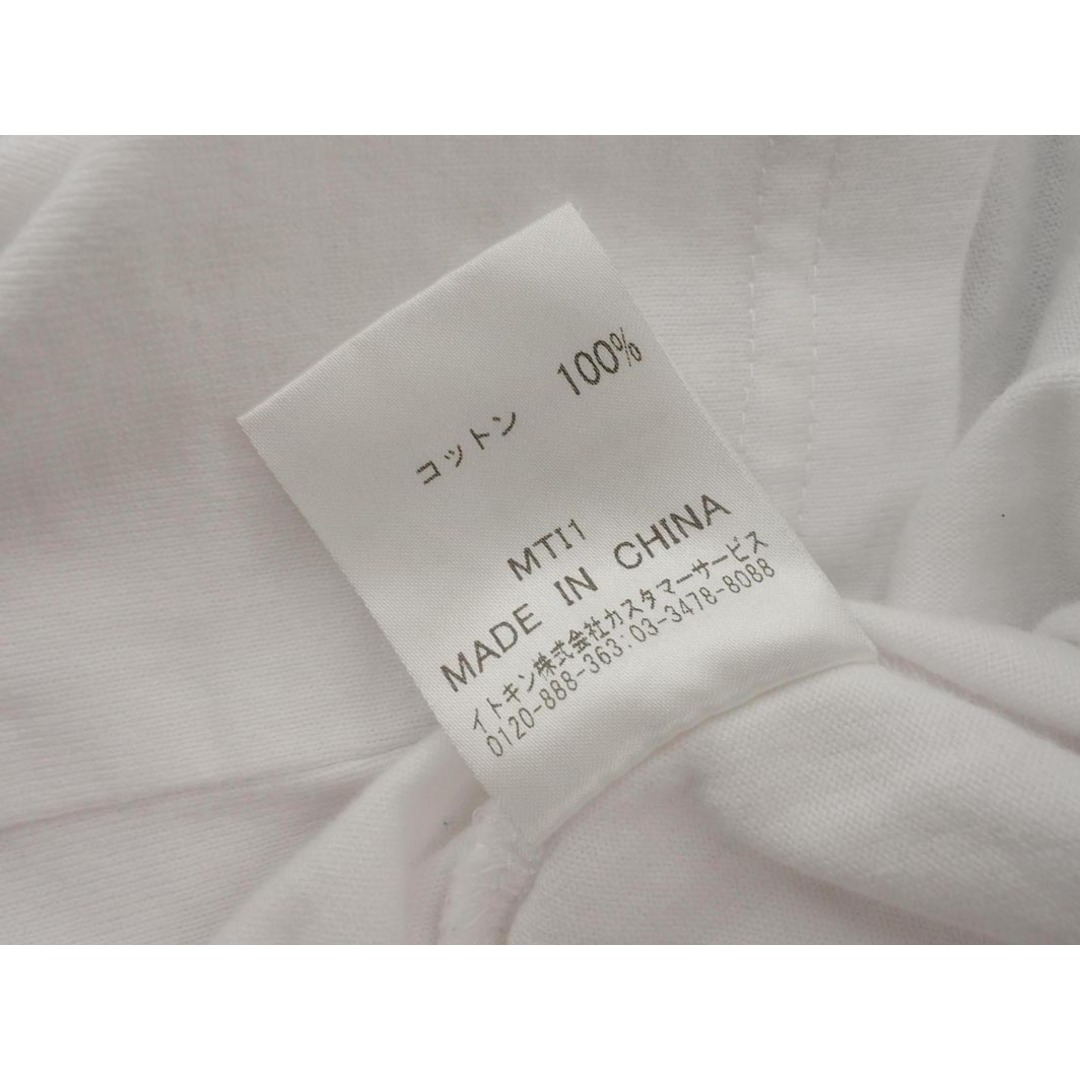 コットン 100%
MTI1
MADE IN CHINA
イトキン株式会社カスタマーサービス
0120-888-363:03-3478-8088